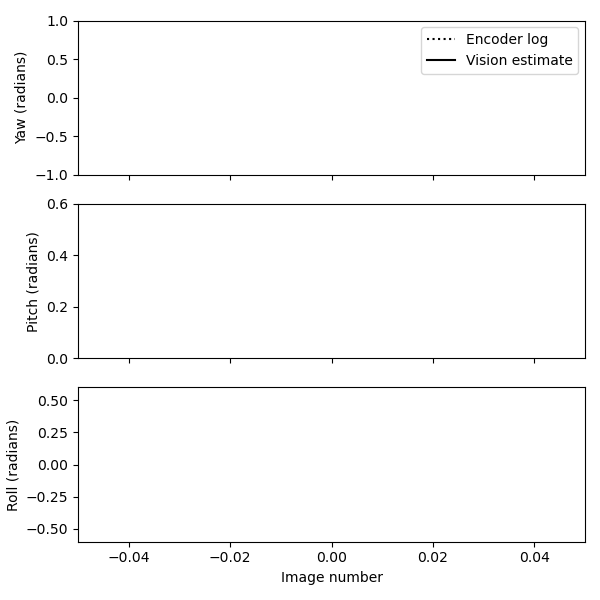 1.0
0.5
0.0
−0.5
−1.0
Yaw (radians)
Encoder log
Vision estimate
0.6
0.4
0.2
0.0
Pitch (radians)
0.50
0.25
0.00
−0.25
−0.50
Roll (radians)
−0.04 −0.02 0.00 0.02 0.04
Image number